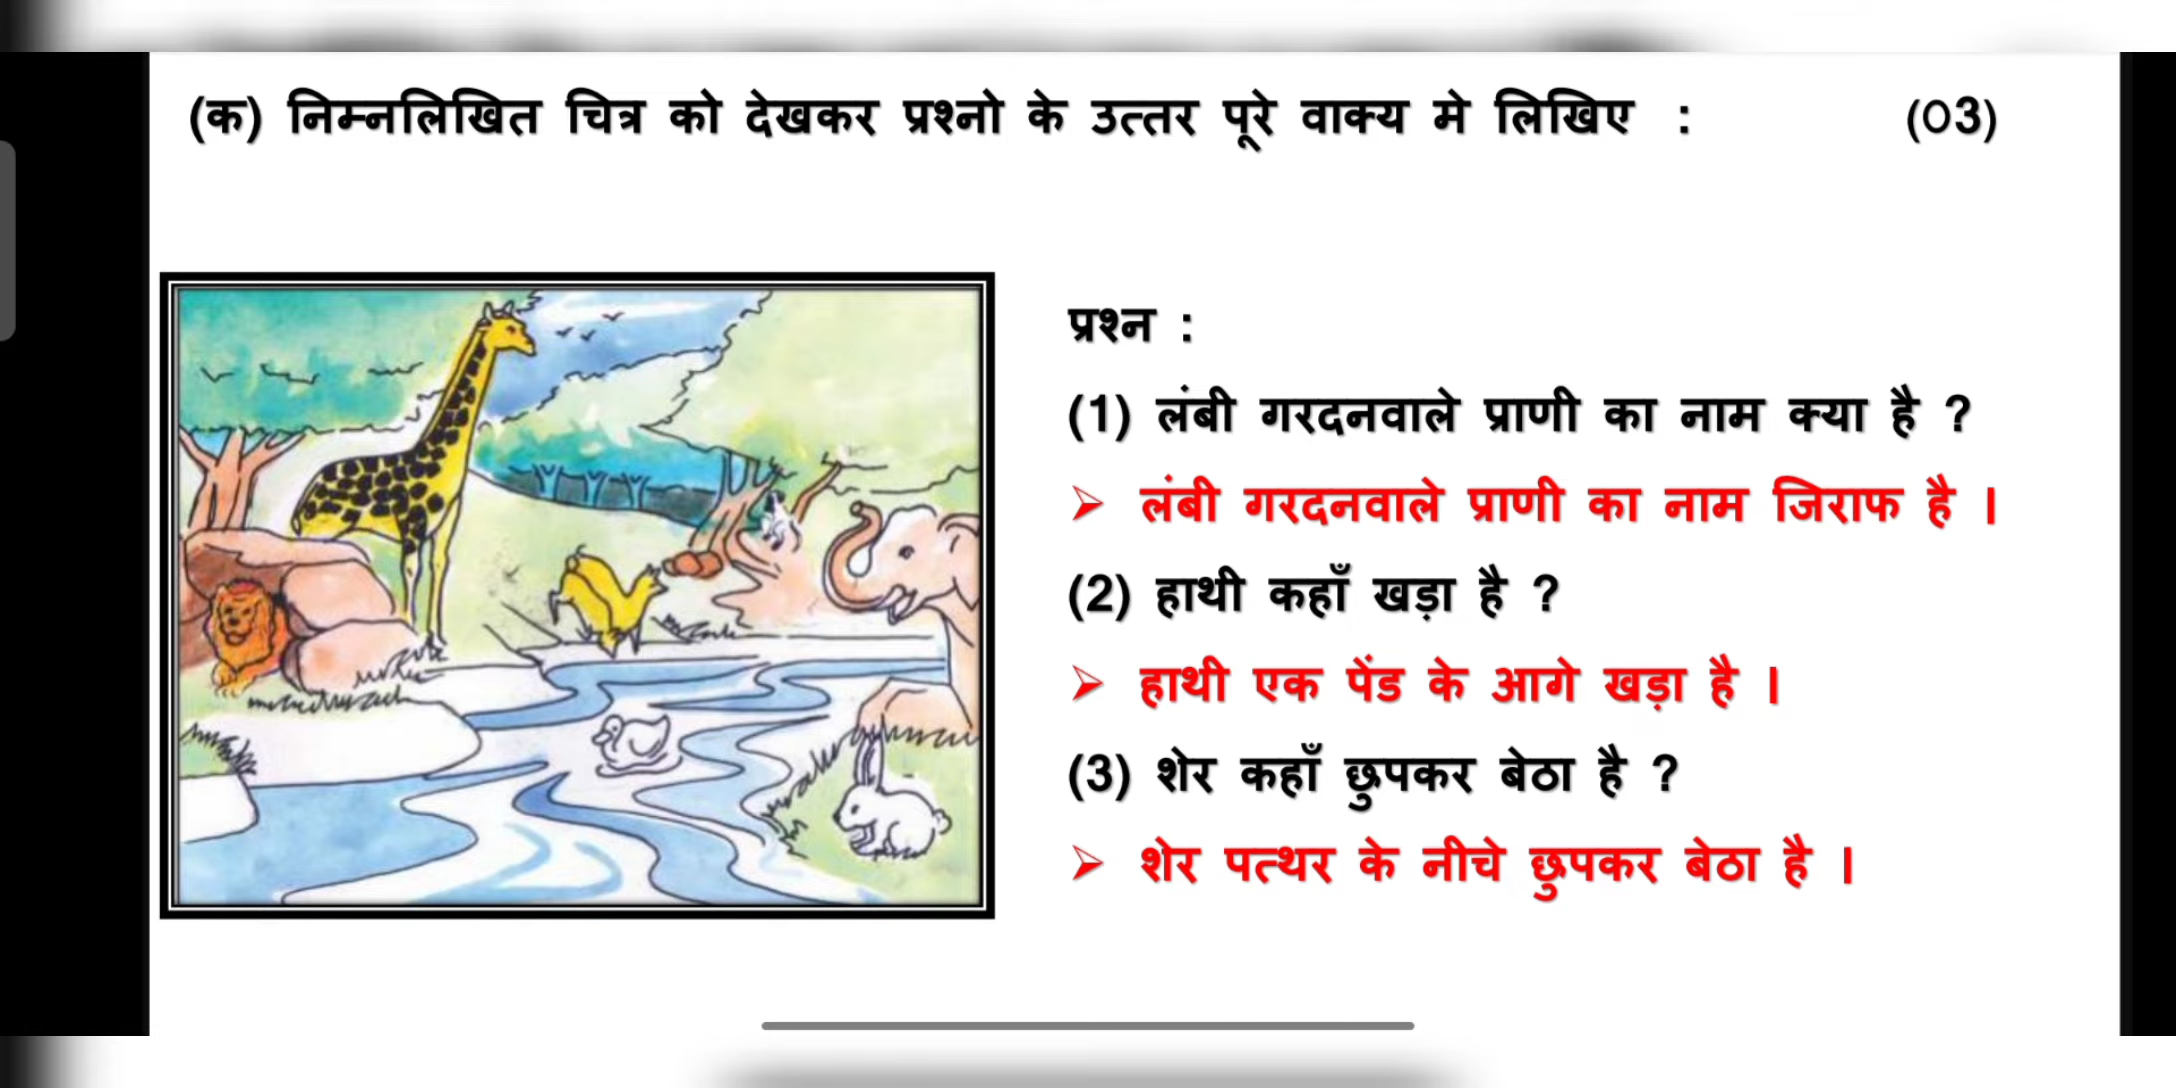 (क) निम्नलिखित चित्र को देखकर प्रश्नो के उत्तर पूरे वाक्य मे लिखिए : (03)
प्रश्न :
(1) लंबी गरदनवाले प्राणी का नाम क्या है ?
➢ लंबी गरदनवाले प्राणी का नाम जिराफ है ।
(2) हाथी कहाँ खड़ा है ?
➢ हाथी एक पेंड के आगे खड़ा है ।
(3) शेर कहाँ छुपकर बेठा है ?
➢ शेर पत्थर के नीचे छुपकर बेठा है ।